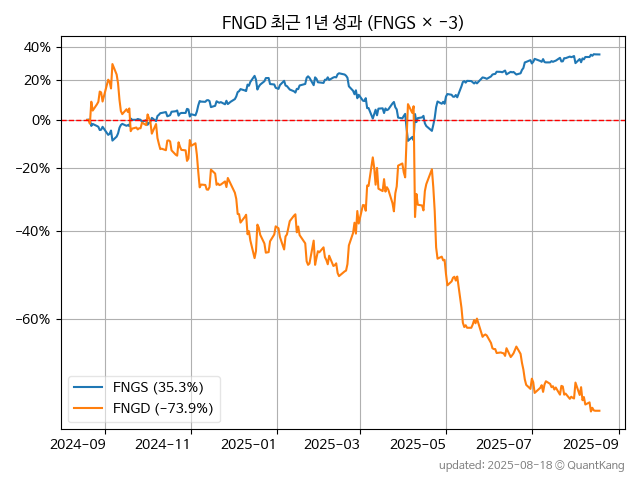 FNGD 최근 1년 성과 (FNGS × −3)
40%
20%
0%
−20%
−40%
−60%
FNGS (35.3%)
FNGD (−73.9%)
2024-09 2024-11 2025-01 2025-03 2025-05 2025-07 2025-09
updated: 2025-08-18 © QuantKang